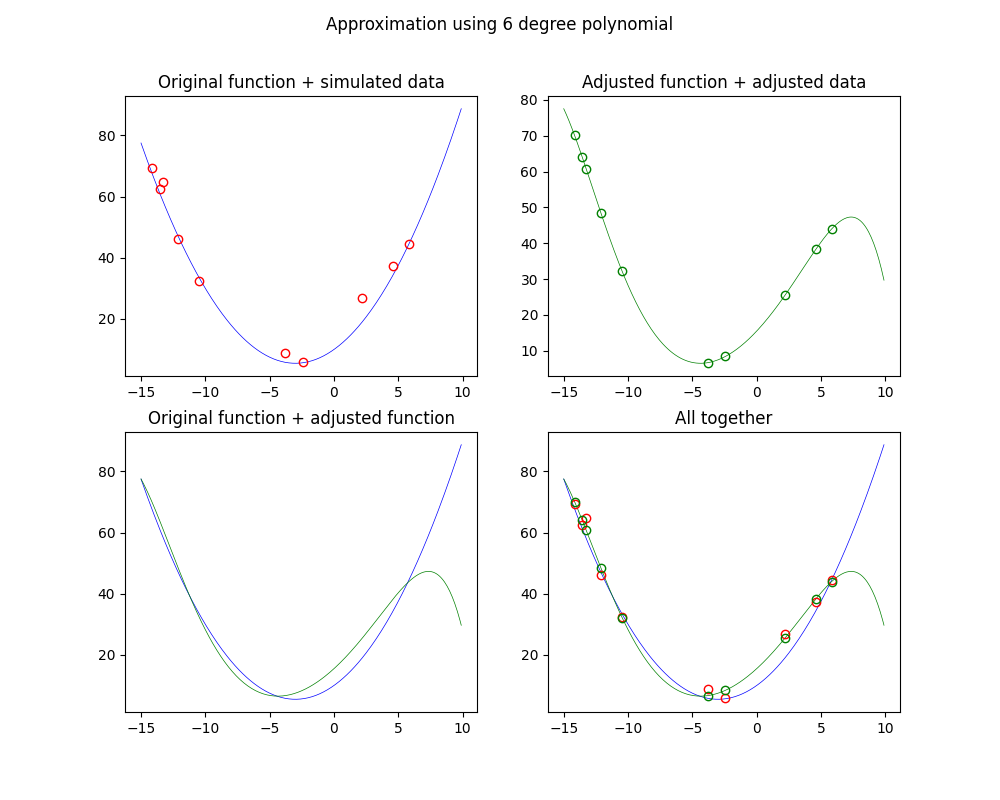 Approximation using 6 degree polynomial
Original function + simulated data
80
60
40
20
−15 −10 −5 0 5 10
Adjusted function + adjusted data
80
70
60
50
40
30
20
10
−15 −10 −5 0 5 10
Original function + adjusted function
80
60
40
20
−15 −10 −5 0 5 10
All together
80
60
40
20
−15 −10 −5 0 5 10